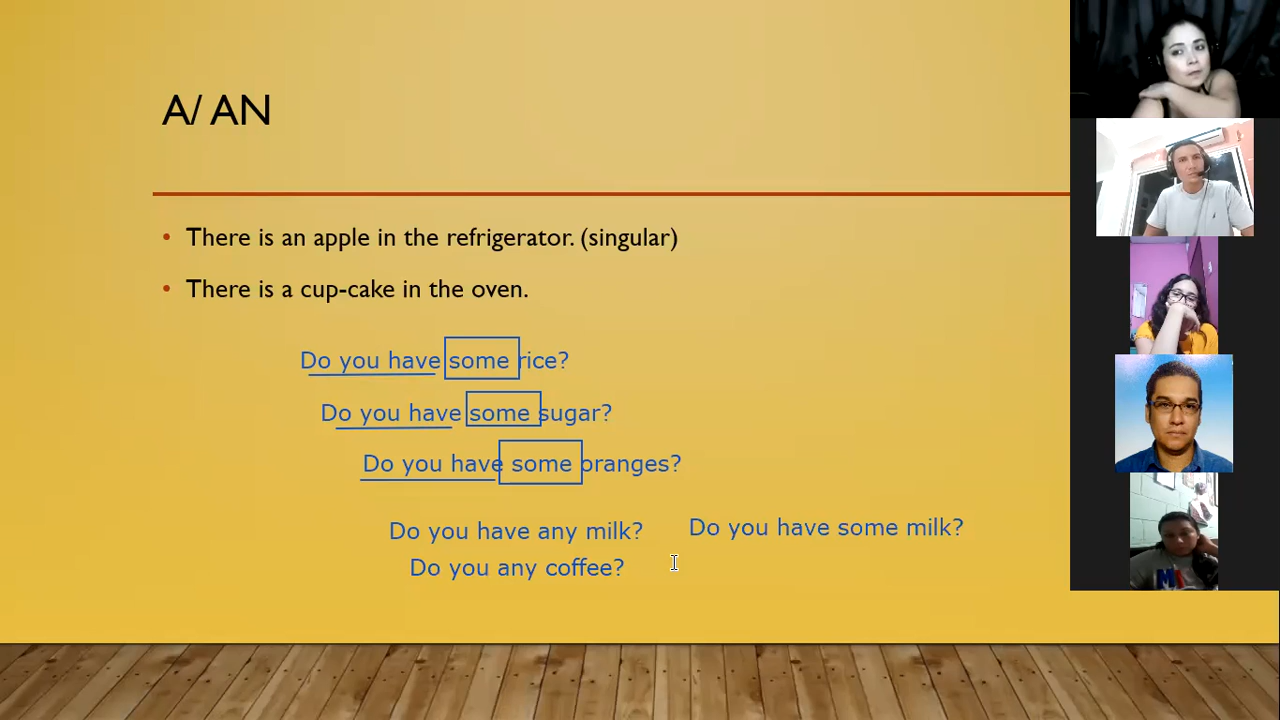 A/ AN
There is an apple in the refrigerator. (singular)
There is a cup-cake in the oven.
Do you have some rice?
Do you have some sugar?
Do you have some oranges?
Do you have any milk?
Do you have some milk?
Do you any coffee?